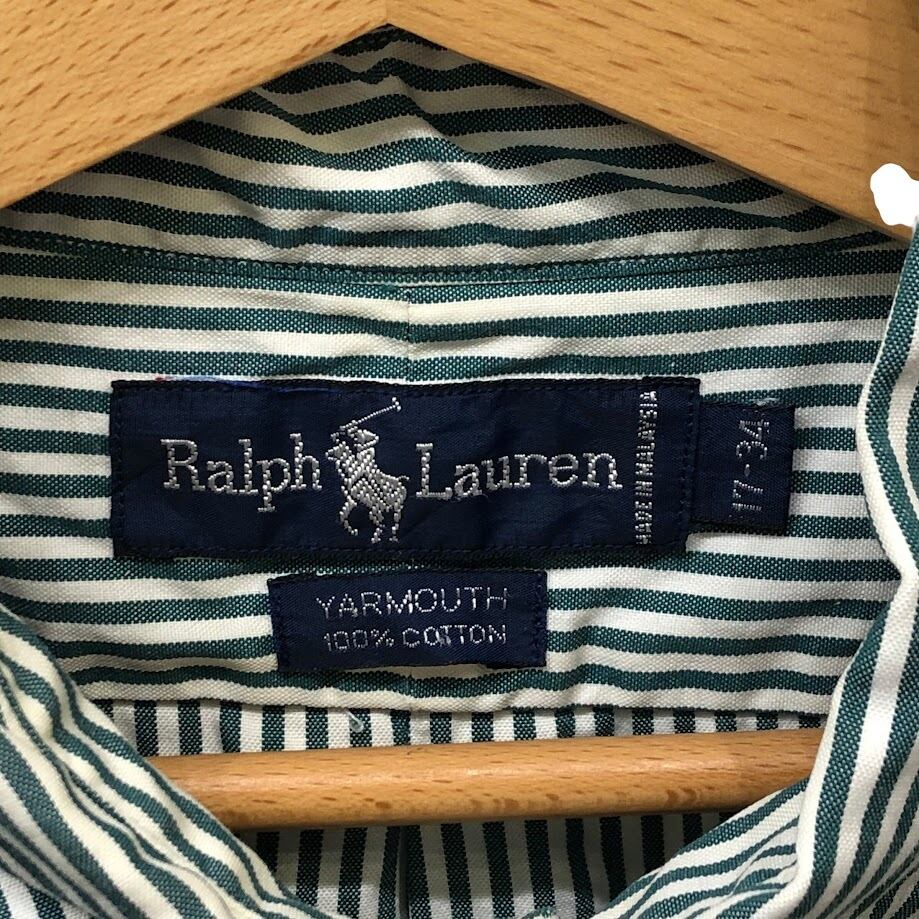 Ralph Lauren
MADE IN MALAYSIA
17-34
YARMOUTH
100% COTTON